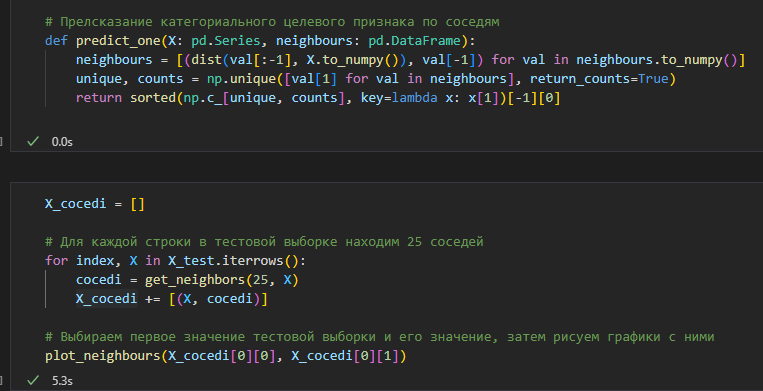 # Прелсказание категориального целевого признака по соседям
def predict_one(X: pd.Series, neighbours: pd.DataFrame):
    neighbours = [(dist(val[:-1], X.to_numpy()), val[-1]) for val in neighbours.to_numpy()]
    unique, counts = np.unique([val[1] for val in neighbours], return_counts=True)
    return sorted(np.c_[unique, counts], key=lambda x: x[1])[-1][0]
] ✓ 0.0s
X_cocedi = []
# Для каждой строки в тестовой выборке находим 25 соседей
for index, X in X_test.iterrows():
    cocedi = get_neighbors(25, X)
    X_cocedi += [(X, cocedi)]
# Выбираем первое значение тестовой выборки и его значение, затем рисуем графики с ними
plot_neighbours(X_cocedi[0][0], X_cocedi[0][1])
] ✓ 5.3s